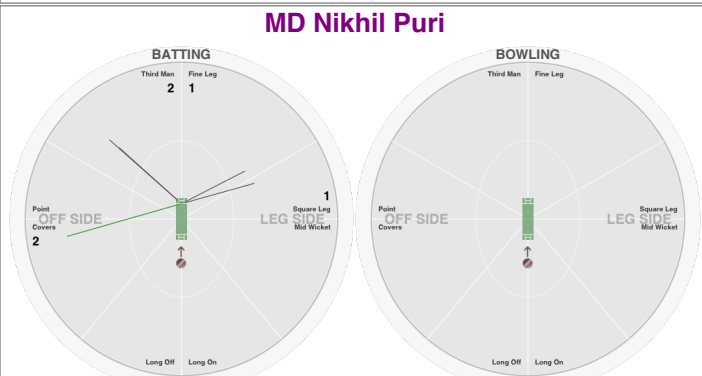 MD Nikhil Puri
BATTING
Third Man Fine Leg
2 1
1
Point
OFF SIDE
Covers
2
Square Leg
LEG SIDE
Mid Wicket
Long Off Long On
BOWLING
Third Man Fine Leg
Point
OFF SIDE
Covers
Square Leg
LEG SIDE
Mid Wicket
Long Off Long On